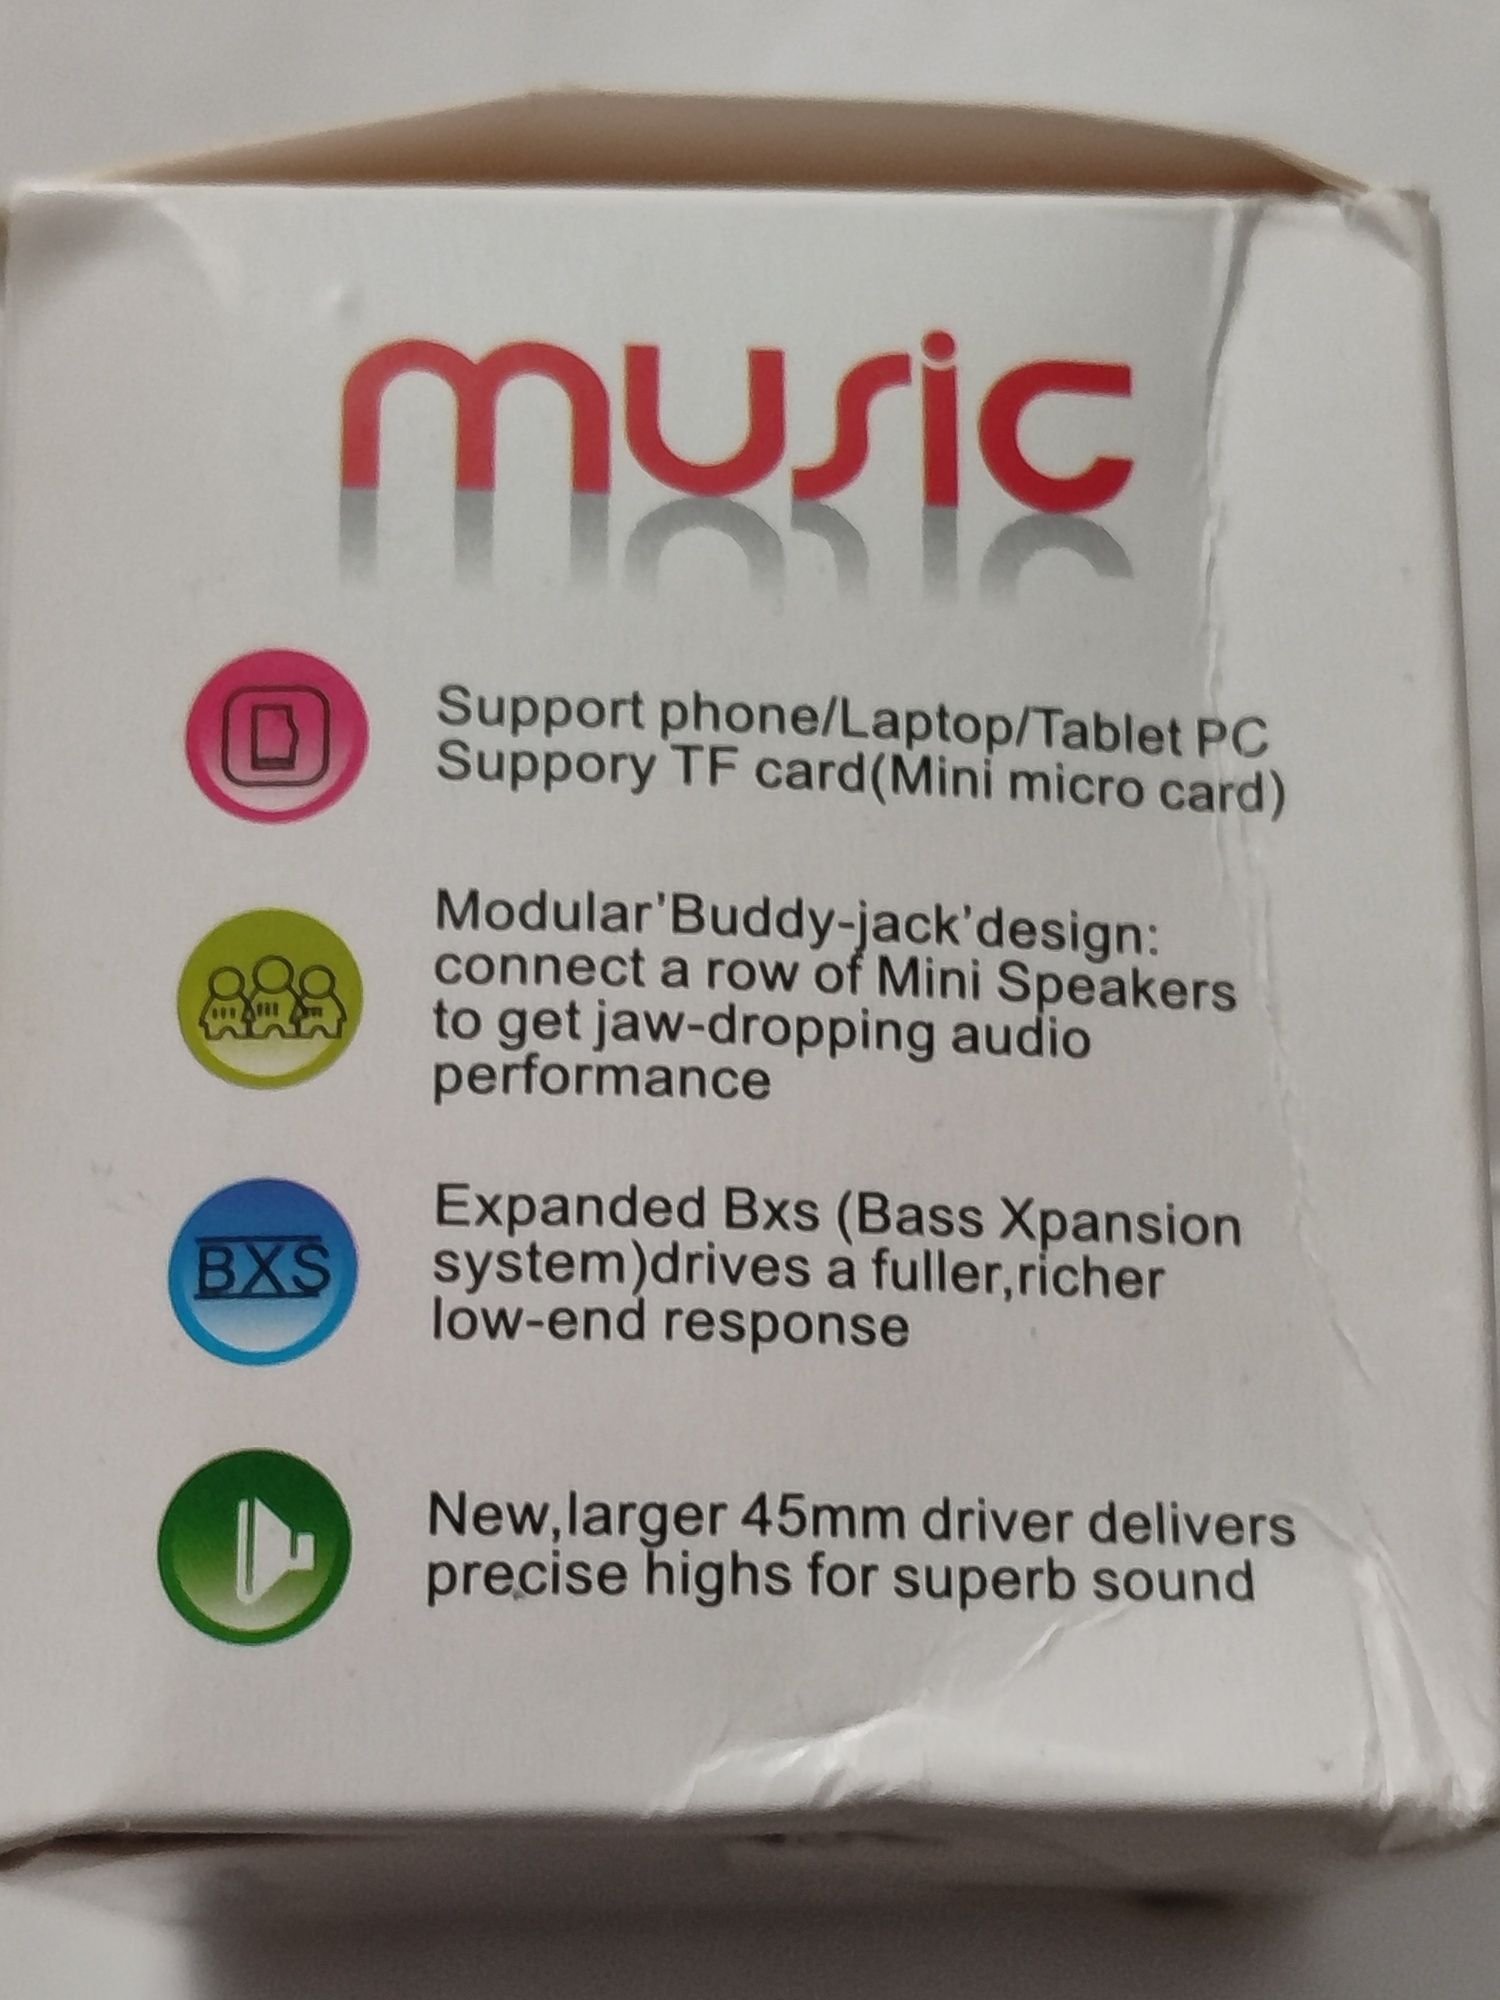 music
Support phone/Laptop/Tablet PC
Suppory TF card(Mini micro card)
Modular'Buddy-jack'design:
connect a row of Mini Speakers
to get jaw-dropping audio
performance
BXS
Expanded Bxs (Bass Xpansion
system)drives a fuller,richer
low-end response
New,larger 45mm driver delivers
precise highs for superb sound